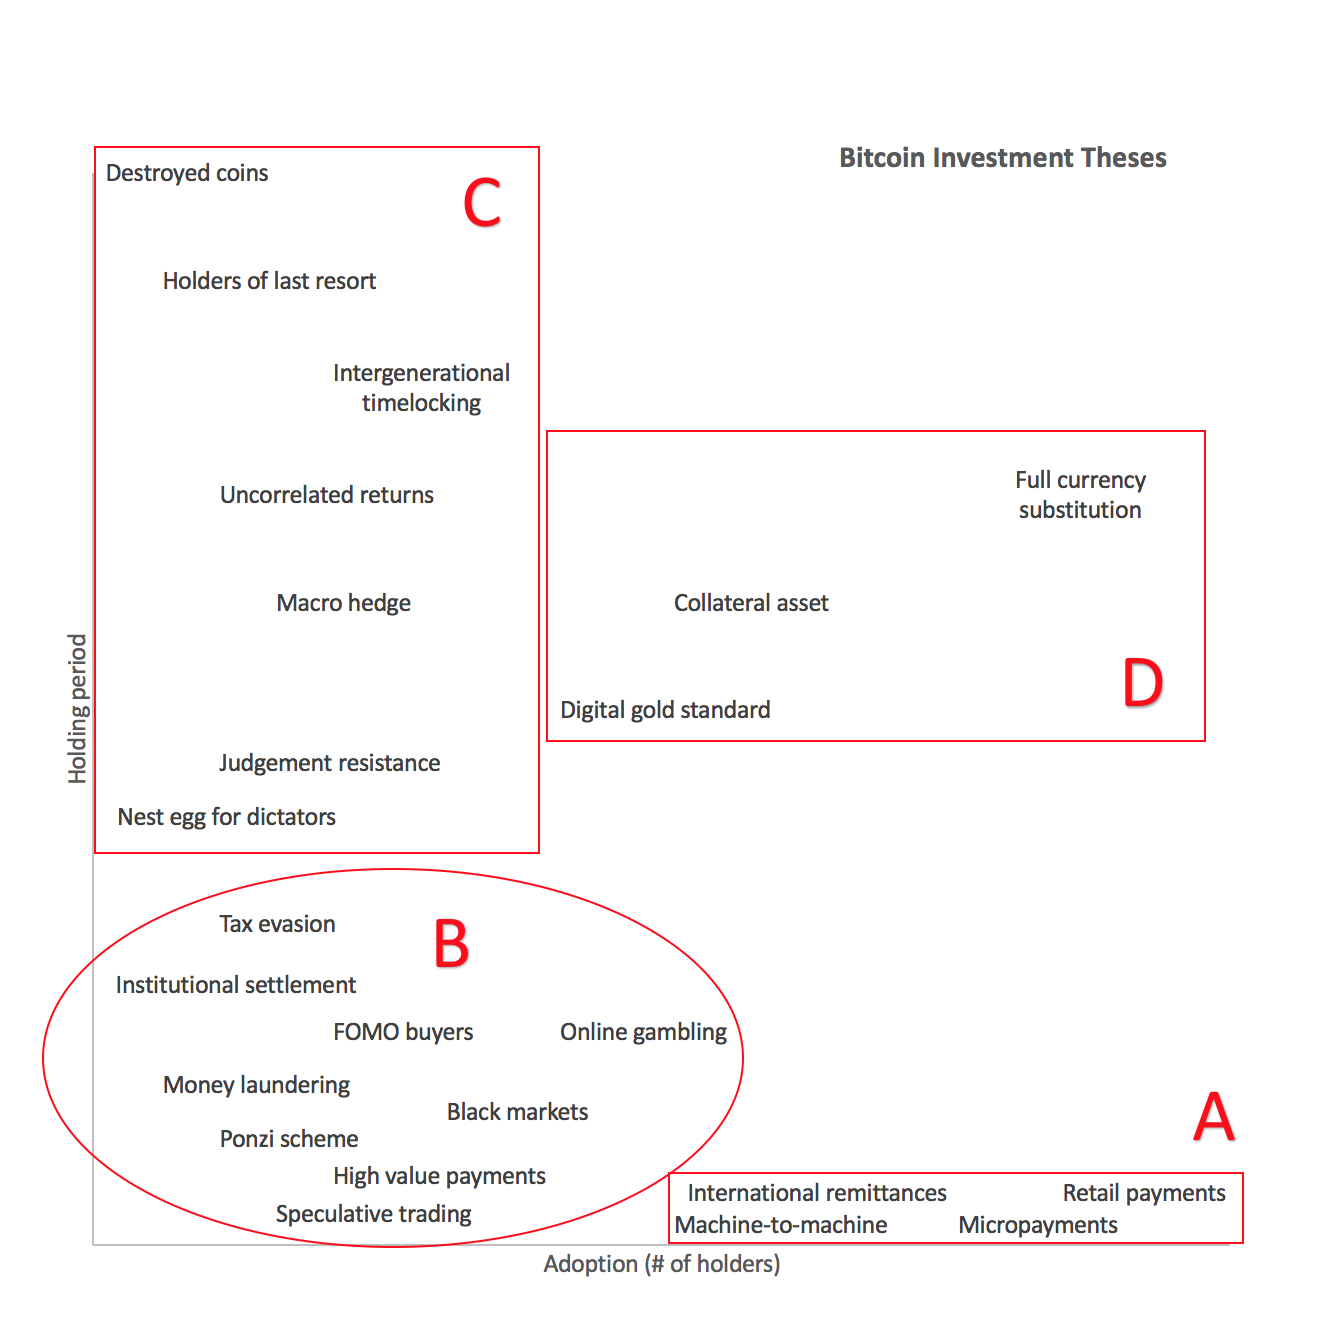 Bitcoin Investment Theses
Destroyed coins
C
Holders of last resort
Intergenerational
timelocking
Uncorrelated returns
Full currency
substitution
Macro hedge
Collateral asset
D
Holding period
Digital gold standard
Judgement resistance
Nest egg for dictators
Tax evasion
B
Institutional settlement
FOMO buyers
Online gambling
Money laundering
Black markets
A
Ponzi scheme
High value payments
International remittances
Retail payments
Speculative trading
Machine-to-machine
Micropayments
Adoption (# of holders)